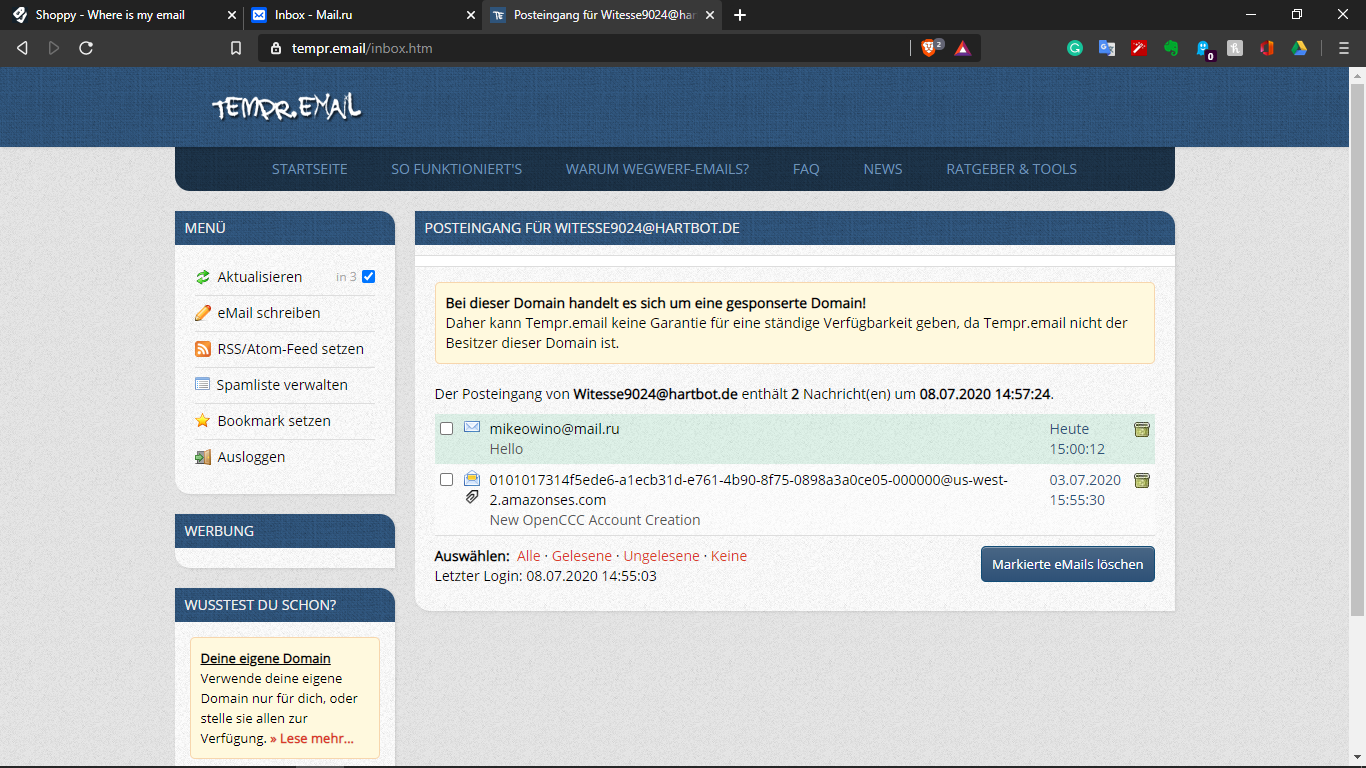 Shoppy - Where is my email
Inbox - Mail.ru
Posteingang für Witesse9024@har
tempr.email/inbox.htm
2
0
TEMPR.EMAIL
STARTSEITE
SO FUNKTIONIERT'S
WARUM WEGWERF-EMAILS?
FAQ
NEWS
RATGEBER & TOOLS
MENÜ
Aktualisieren in 3
eMail schreiben
RSS/Atom-Feed setzen
Spamliste verwalten
Bookmark setzen
Ausloggen
WERBUNG
WUSSTEST DU SCHON?
Deine eigene Domain
Verwende deine eigene
Domain nur für dich, oder
stelle sie allen zur
Verfügung. » Lese mehr...
POSTEINGANG FÜR WITESSE9024@HARTBOT.DE
Bei dieser Domain handelt es sich um eine gesponserte Domain!
Daher kann Tempr.email keine Garantie für eine ständige Verfügbarkeit geben, da Tempr.email nicht der
Besitzer dieser Domain ist.
Der Posteingang von Witesse9024@hartbot.de enthält 2 Nachricht(en) um 08.07.2020 14:57:24.
mikeowino@mail.ru
Hello
Heute
15:00:12
0101017314f5ede6-a1ecb31d-e761-4b90-8f75-0898a3a0ce05-000000@us-west-
2.amazonses.com
New OpenCCC Account Creation
03.07.2020
15:55:30
Auswählen: Alle · Gelesene · Ungelesene · Keine
Letzter Login: 08.07.2020 14:55:03
Markierte eMails löschen